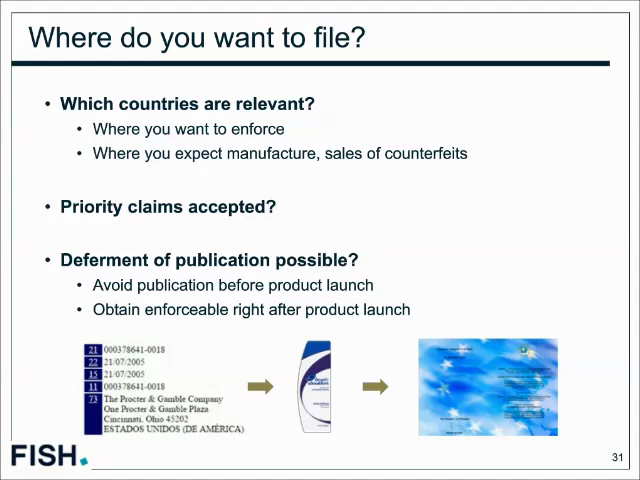 Where do you want to file?
• Which countries are relevant?
• Where you want to enforce
• Where you expect manufacture, sales of counterfeits
• Priority claims accepted?
• Deferment of publication possible?
• Avoid publication before product launch
• Obtain enforceable right after product launch
21 000378641-0018
22 21/07/2005
15 21/07/2005
11 000378641-0018
73 The Procter & Gamble Company
One Procter & Gamble Plaza
Cincinnati, Ohio 45202
ESTADOS UNIDOS (DE AMÉRICA)
head &
shoulders
FISH.
31